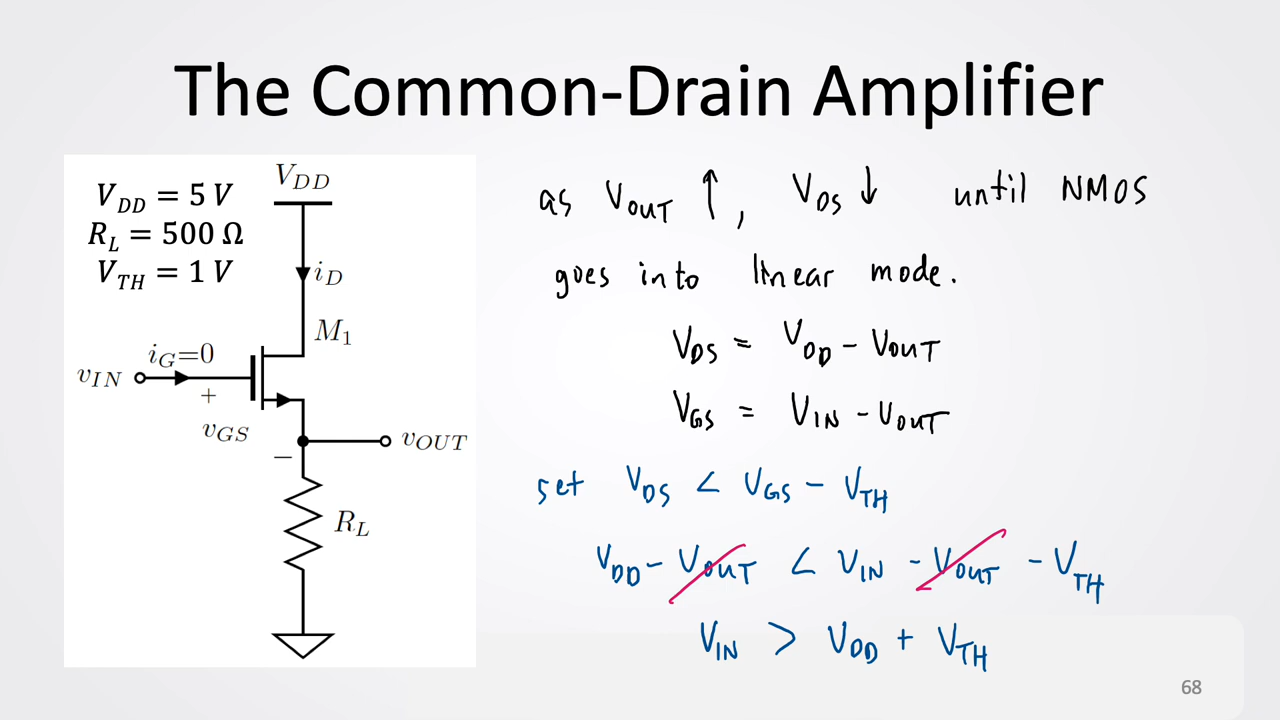 The Common-Drain Amplifier
V_DD = 5 V
R_L = 500 Ω
V_TH = 1 V
V_DD
i_D
M_1
i_G=0
v_IN
+
v_GS
−
v_OUT
R_L
as V_OUT ↑, V_DS ↓ until NMOS
goes into linear mode.
V_DS = V_DD − V_OUT
V_GS = V_IN − V_OUT
set V_DS < V_GS − V_TH
V_DD − V_OUT < V_IN − V_OUT − V_TH
V_IN > V_DD + V_TH
68